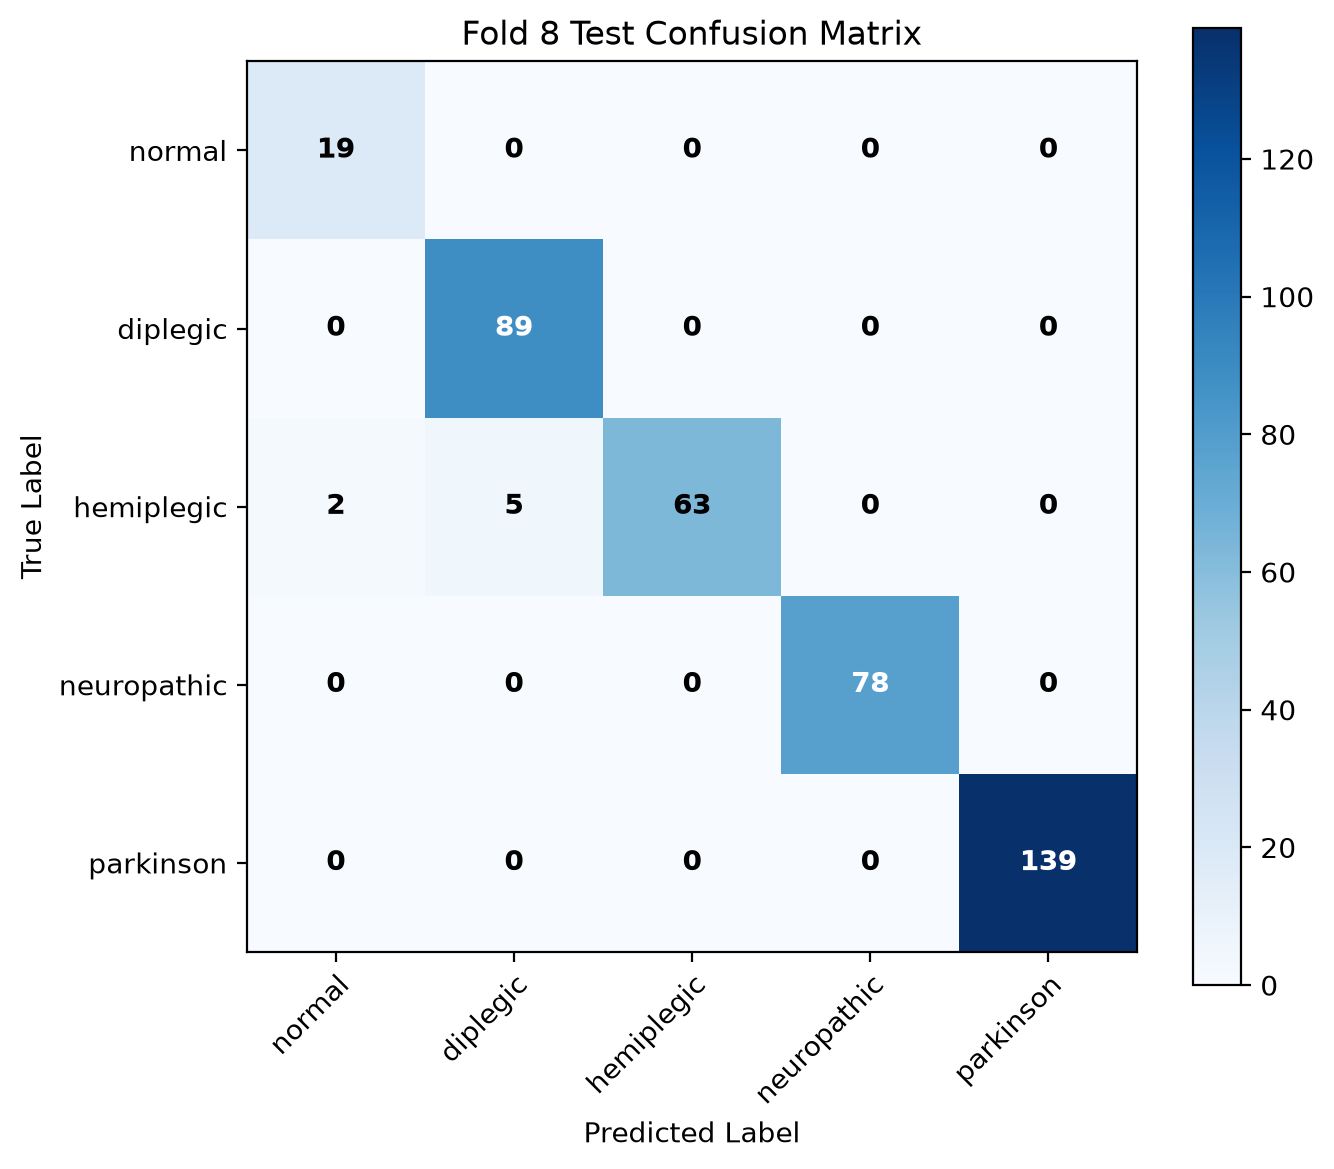 Fold 8 Test Confusion Matrix
True Label
normal 19 0 0 0 0
diplegic 0 89 0 0 0
hemiplegic 2 5 63 0 0
neuropathic 0 0 0 78 0
parkinson 0 0 0 0 139
normal diplegic hemiplegic neuropathic parkinson
Predicted Label
120
100
80
60
40
20
0